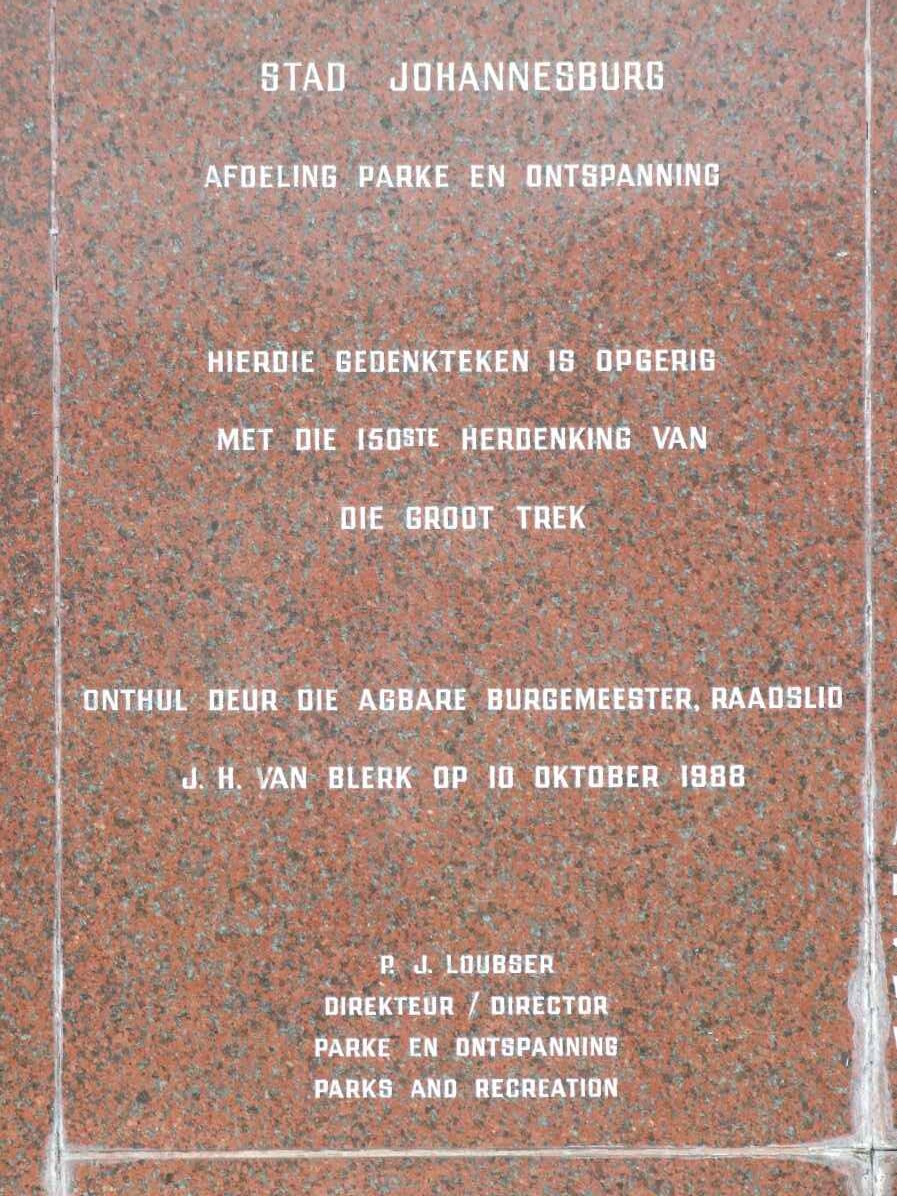 STAD JOHANNESBURG
AFDELING PARKE EN ONTSPANNING
HIERDIE GEDENKTEKEN IS OPGERIG
MET DIE 150STE HERDENKING VAN
DIE GROOT TREK
ONTHUL DEUR DIE AGBARE BURGEMEESTER, RAADSLID
J. H. VAN BLERK OP 10 OKTOBER 1988
P. J. LOUBSER
DIREKTEUR / DIRECTOR
PARKE EN ONTSPANNING
PARKS AND RECREATION